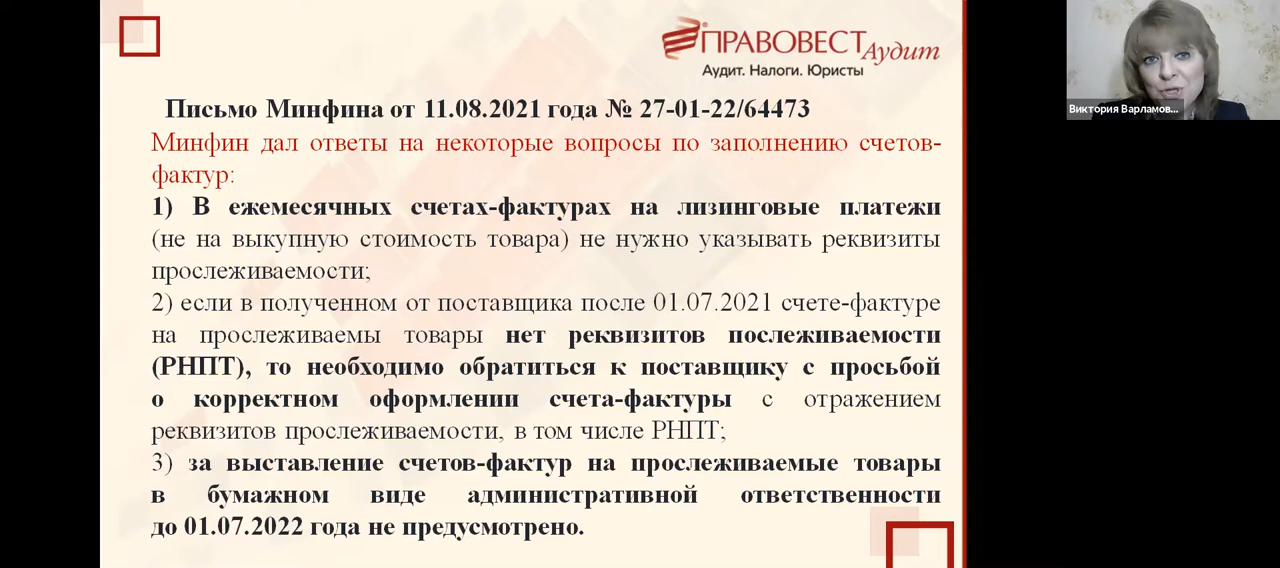 ПРАВОВЕСТ Аудит
Аудит. Налоги. Юристы
Виктория Варламов...
Письмо Минфина от 11.08.2021 года № 27-01-22/64473
Минфин дал ответы на некоторые вопросы по заполнению счетов-
фактур:
1) В ежемесячных счетах-фактурах на лизинговые платежи
(не на выкупную стоимость товара) не нужно указывать реквизиты
прослеживаемости;
2) если в полученном от поставщика после 01.07.2021 счете-фактуре
на прослеживаемы товары нет реквизитов послеживаемости
(РНПТ), то необходимо обратиться к поставщику с просьбой
о корректном оформлении счета-фактуры с отражением
реквизитов прослеживаемости, в том числе РНПТ;
3) за выставление счетов-фактур на прослеживаемые товары
в бумажном виде административной ответственности
до 01.07.2022 года не предусмотрено.